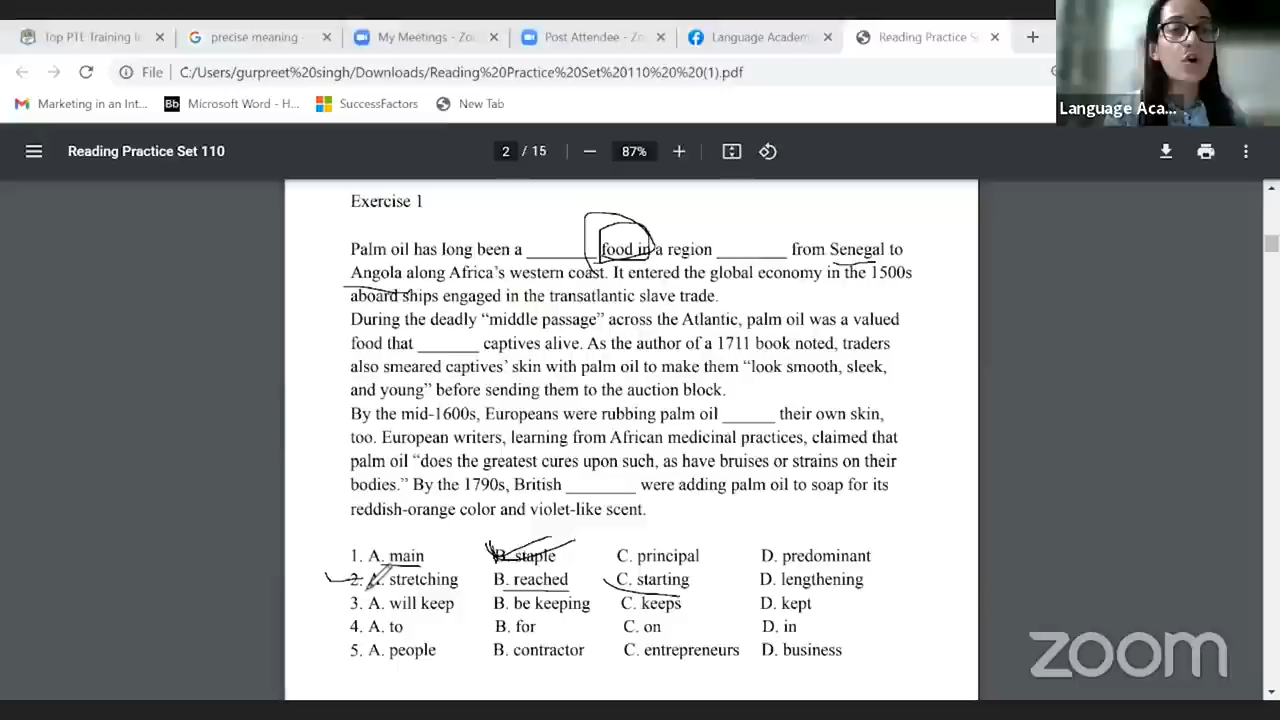 Top PTE Training I
precise meaning -
My Meetings - Zo
Post Attendee - Zo
Language Academ
Reading Practice S
File
C:/Users/gurpreet%20singh/Downloads/Reading%20Practice%20Set%20110%20%20(1).pdf
Marketing in an Int...
Bb
Microsoft Word - H...
SuccessFactors
New Tab
Language Aca...
Reading Practice Set 110
2 / 15
87%
Exercise 1
Palm oil has long been a ________ food in a region ________ from Senegal to
Angola along Africa's western coast. It entered the global economy in the 1500s
aboard ships engaged in the transatlantic slave trade.
During the deadly “middle passage” across the Atlantic, palm oil was a valued
food that _______ captives alive. As the author of a 1711 book noted, traders
also smeared captives’ skin with palm oil to make them “look smooth, sleek,
and young” before sending them to the auction block.
By the mid-1600s, Europeans were rubbing palm oil ______ their own skin,
too. European writers, learning from African medicinal practices, claimed that
palm oil “does the greatest cures upon such, as have bruises or strains on their
bodies.” By the 1790s, British ________ were adding palm oil to soap for its
reddish-orange color and violet-like scent.
1. A. main B. staple C. principal D. predominant
2. A. stretching B. reached C. starting D. lengthening
3. A. will keep B. be keeping C. keeps D. kept
4. A. to B. for C. on D. in
5. A. people B. contractor C. entrepreneurs D. business
zoom